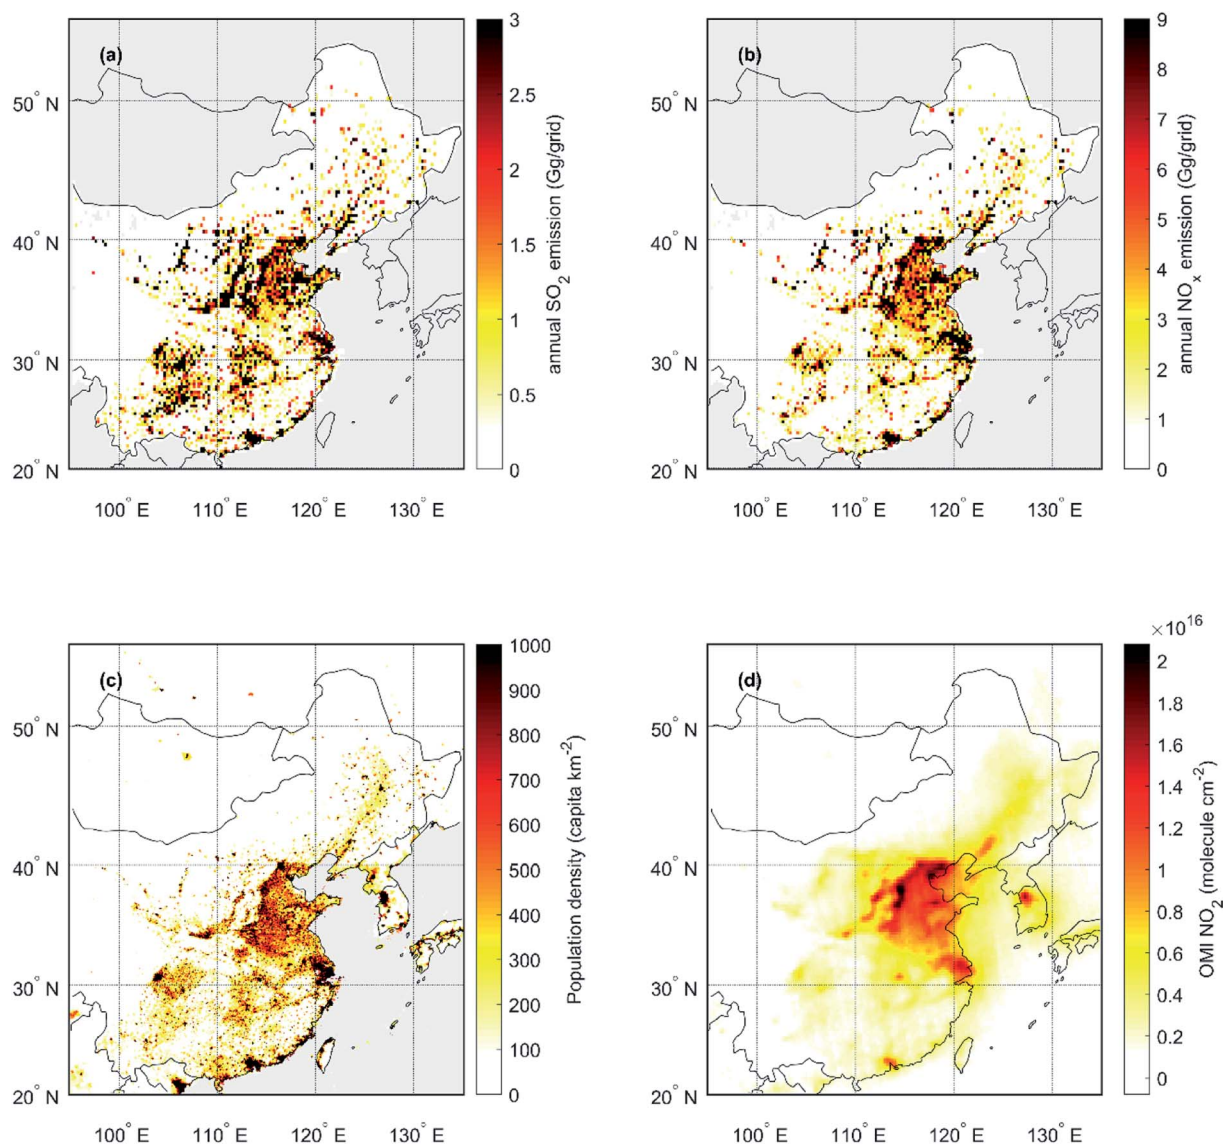 (a)
50° N
40° N
30° N
20° N
100° E 110° E 120° E 130° E
3
2.5
2
1.5
1
0.5
0
annual SO2 emission (Gg/grid)
(b)
50° N
40° N
30° N
20° N
100° E 110° E 120° E 130° E
9
8
7
6
5
4
3
2
1
0
annual NOx emission (Gg/grid)
(c)
50° N
40° N
30° N
20° N
100° E 110° E 120° E 130° E
1000
900
800
700
600
500
400
300
200
100
0
Population density (capita km-2)
(d)
50° N
40° N
30° N
20° N
100° E 110° E 120° E 130° E
×10^16
2
1.8
1.6
1.4
1.2
1
0.8
0.6
0.4
0.2
0
OMI NO2 (molecule cm-2)